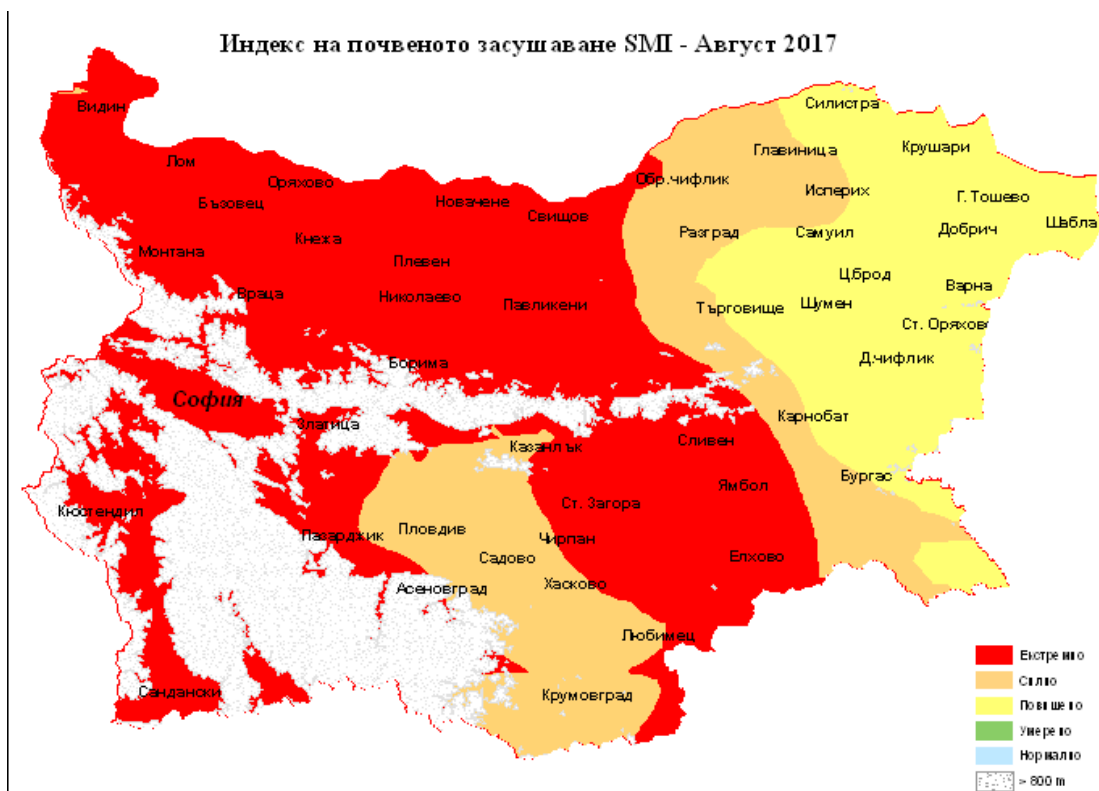 Индекс на почвеното засушаване SMI - Август 2017
Видин
Силистра
Главиница
Крушари
Лом
Оряхово
Обр.чифлик
Исперих
Г. Тошево
Бъзовец
Новачене
Свищов
Шабла
Кнежа
Разград
Самуил
Добрич
Монтана
Плевен
Ц.брод
Варна
Враца
Николаево
Павликени
Търговище
Шумен
Ст. Оряхово
Борима
Д.чифлик
София
Златица
Карнобат
Казанлък
Сливен
Бургас
Ямбол
Кюстендил
Ст. Загора
Пазарджик
Пловдив
Чирпан
Садово
Елхово
Асеновград
Хасково
Любимец
Сандански
Крумовград
Екстремно
Силно
Повишено
Умерено
Нормално
> 800 m